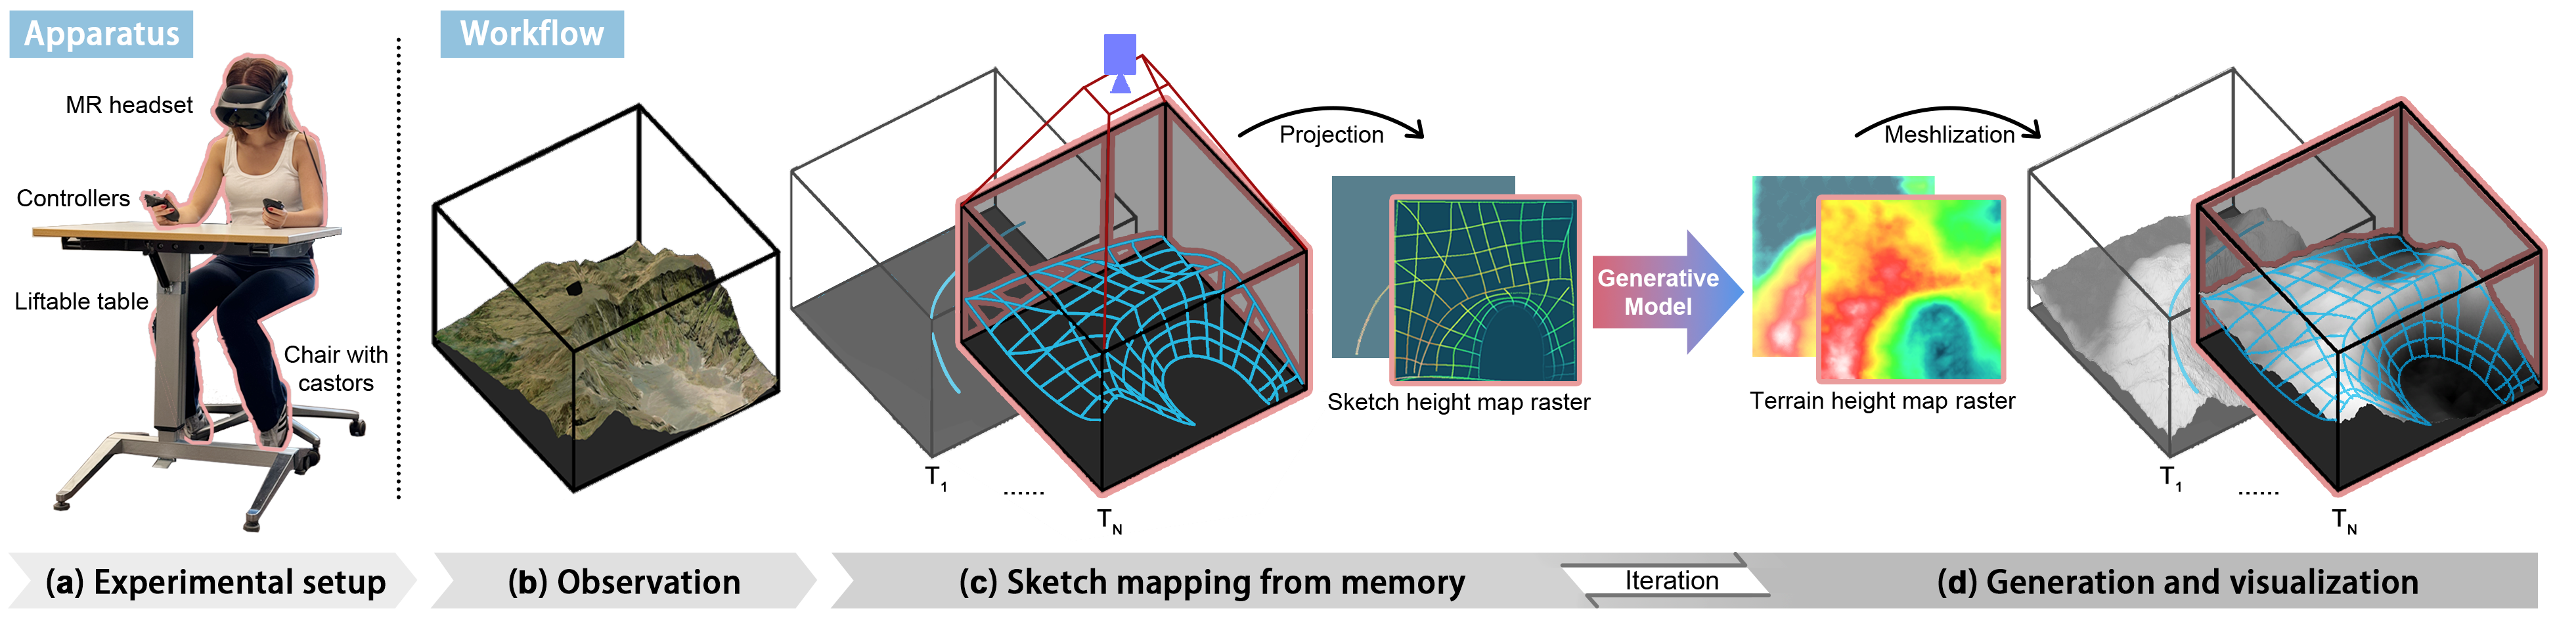 Apparatus
MR headset
Controllers
Liftable table
Chair with
castors
Workflow
Projection
Sketch height map raster
T1
......
TN
Generative
Model
Meshlization
Terrain height map raster
T1
......
TN
(a) Experimental setup
(b) Observation
(c) Sketch mapping from memory
Iteration
(d) Generation and visualization